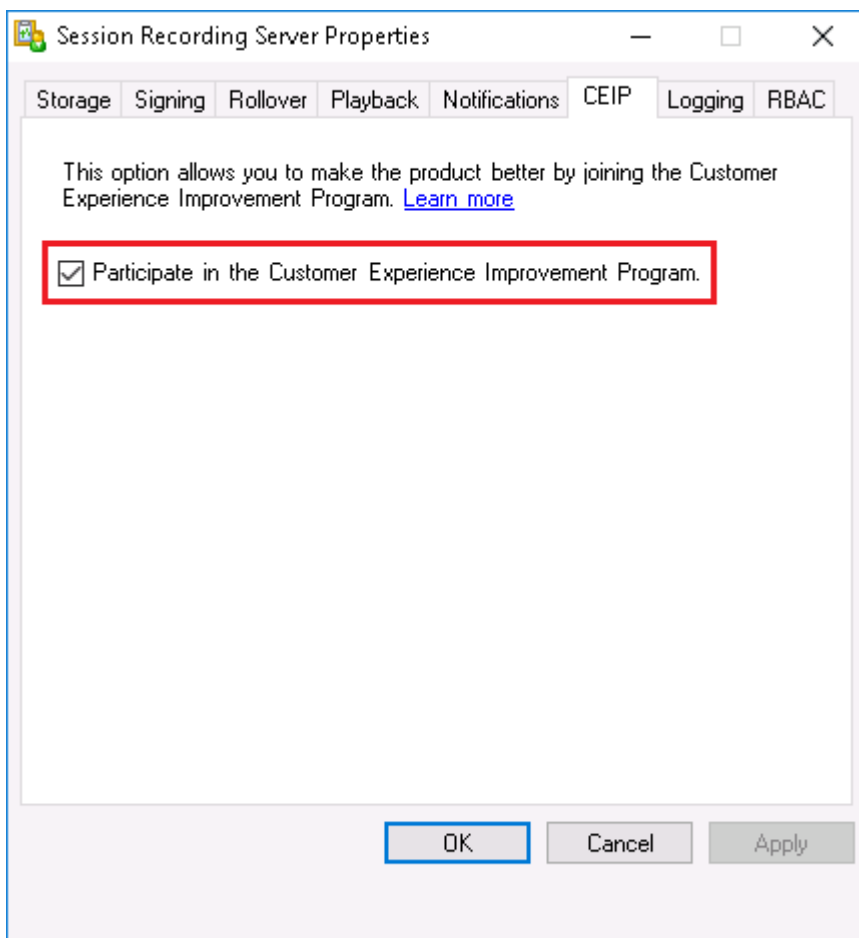 Session Recording Server Properties
Storage Signing Rollover Playback Notifications CEIP Logging RBAC
This option allows you to make the product better by joining the Customer
Experience Improvement Program. Learn more
Participate in the Customer Experience Improvement Program.
OK Cancel Apply